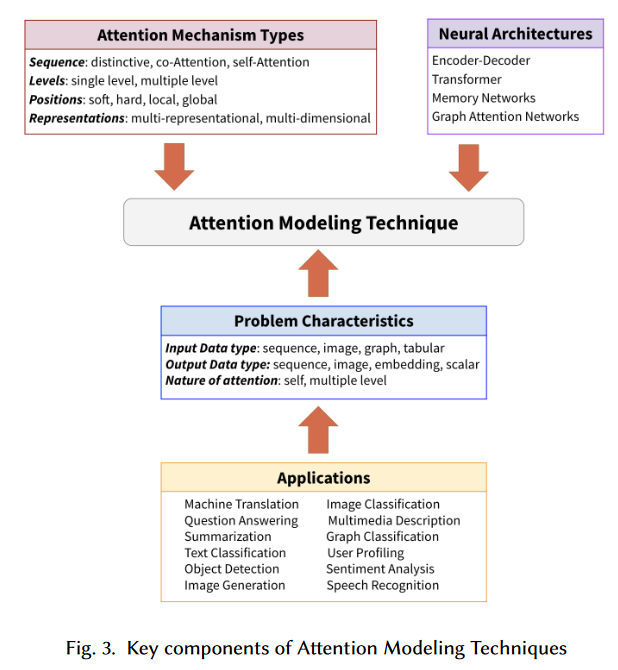 Attention Mechanism Types
Sequence: distinctive, co-Attention, self-Attention
Levels: single level, multiple level
Positions: soft, hard, local, global
Representations: multi-representational, multi-dimensional
Neural Architectures
Encoder-Decoder
Transformer
Memory Networks
Graph Attention Networks
Attention Modeling Technique
Problem Characteristics
Input Data type: sequence, image, graph, tabular
Output Data type: sequence, image, embedding, scalar
Nature of attention: self, multiple level
Applications
Machine Translation
Question Answering
Summarization
Text Classification
Object Detection
Image Generation
Image Classification
Multimedia Description
Graph Classification
User Profiling
Sentiment Analysis
Speech Recognition
Fig. 3. Key components of Attention Modeling Techniques